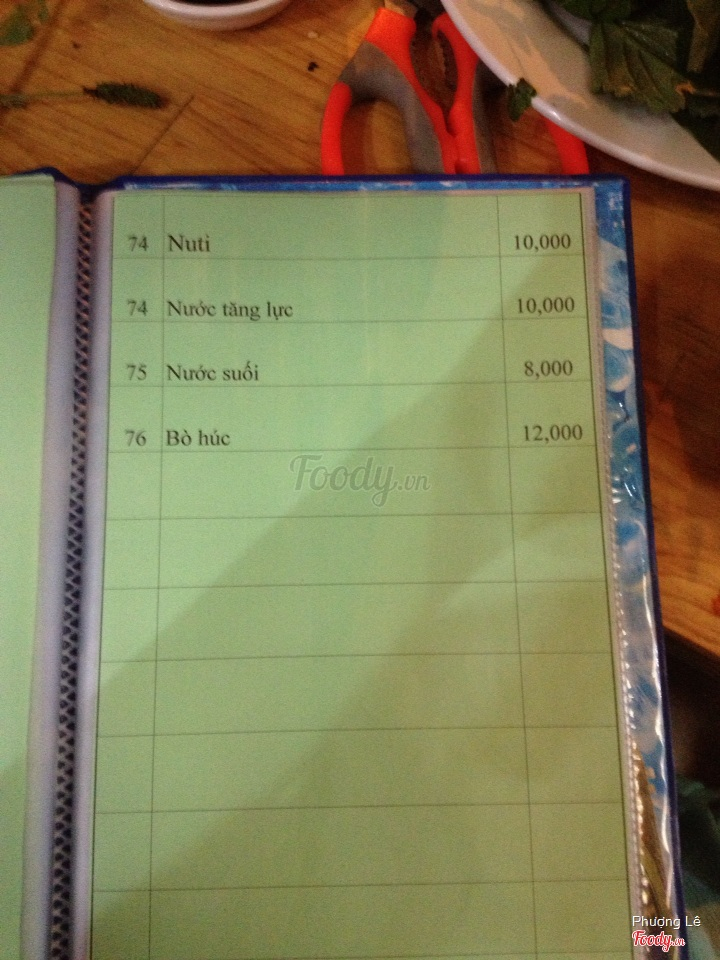 74 Nuti 10,000
74 Nước tăng lực 10,000
75 Nước suối 8,000
76 Bò húc 12,000
Foody.vn
Phượng Lê
Foody.vn